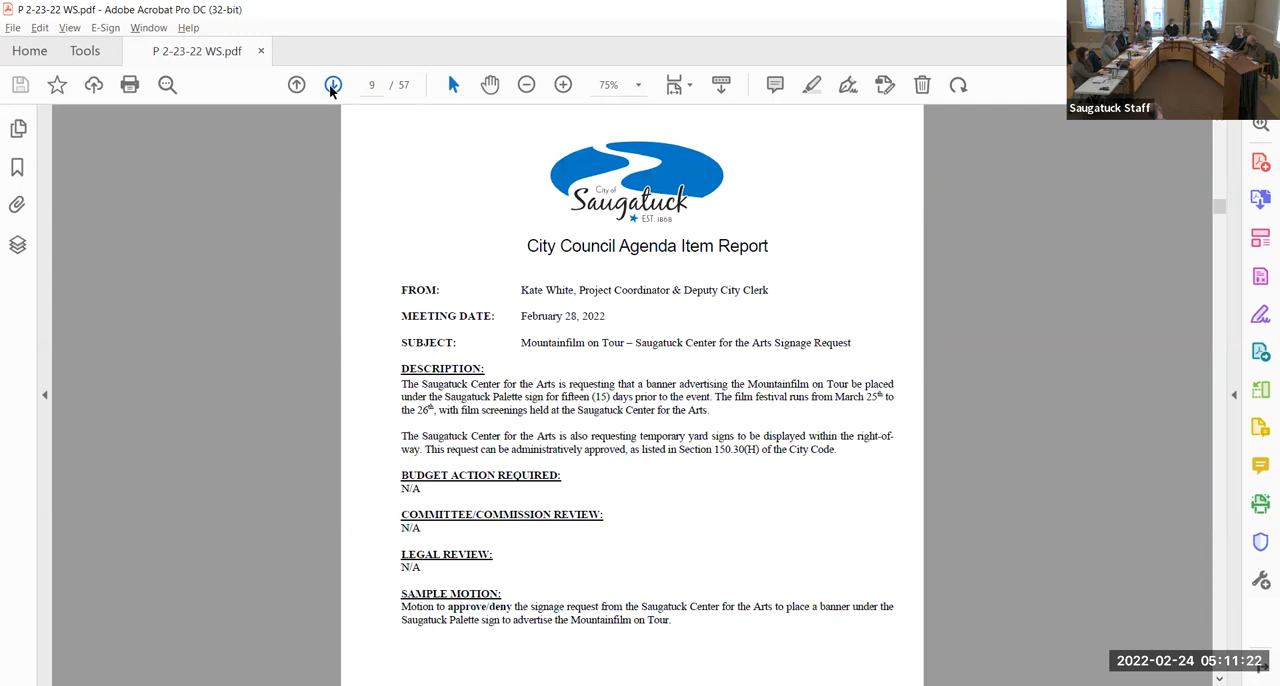 P 2-23-22 WS.pdf - Adobe Acrobat Pro DC (32-bit)
File Edit View E-Sign Window Help
Home Tools P 2-23-22 WS.pdf ×
9 / 57 75%
Saugatuck Staff
City of
Saugatuck
EST. 1868
City Council Agenda Item Report
FROM: Kate White, Project Coordinator & Deputy City Clerk
MEETING DATE: February 28, 2022
SUBJECT: Mountainfilm on Tour – Saugatuck Center for the Arts Signage Request
DESCRIPTION:
The Saugatuck Center for the Arts is requesting that a banner advertising the Mountainfilm on Tour be placed
under the Saugatuck Palette sign for fifteen (15) days prior to the event. The film festival runs from March 25th to
the 26th, with film screenings held at the Saugatuck Center for the Arts.
The Saugatuck Center for the Arts is also requesting temporary yard signs to be displayed within the right-of-
way. This request can be administratively approved, as listed in Section 150.30(H) of the City Code.
BUDGET ACTION REQUIRED:
N/A
COMMITTEE/COMMISSION REVIEW:
N/A
LEGAL REVIEW:
N/A
SAMPLE MOTION:
Motion to approve/deny the signage request from the Saugatuck Center for the Arts to place a banner under the
Saugatuck Palette sign to advertise the Mountainfilm on Tour.
2022-02-24 05:11:22